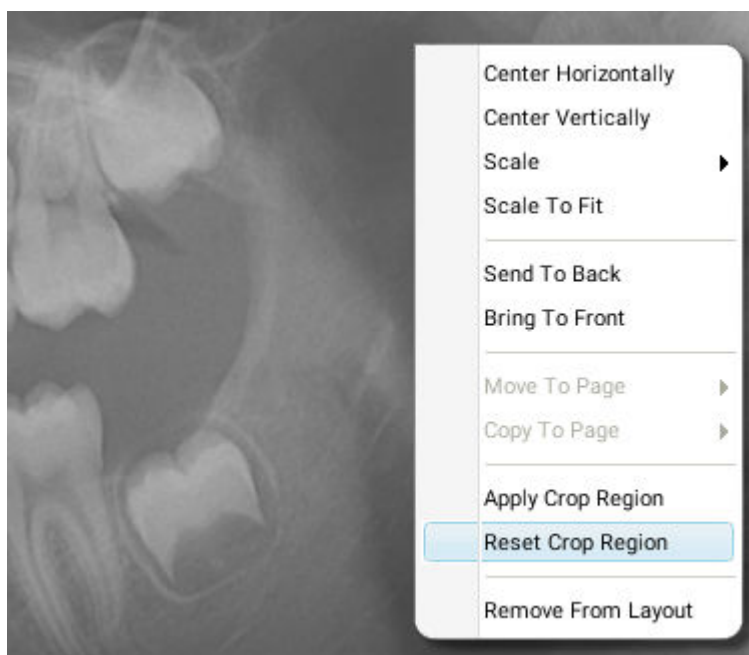 Center Horizontally
Center Vertically
Scale
Scale To Fit
Send To Back
Bring To Front
Move To Page
Copy To Page
Apply Crop Region
Reset Crop Region
Remove From Layout